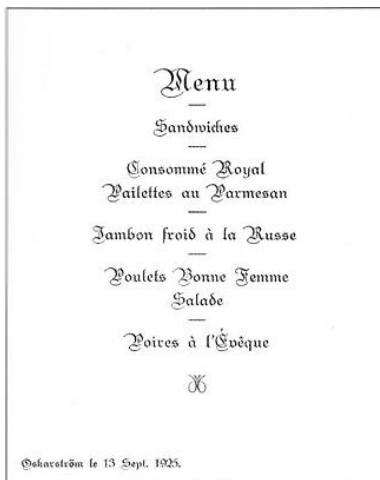 Menu
Sandwiches
Consommé Royal
Pailettes au Parmesan
Jambon froid à la Russe
Poulets Bonne Femme
Salade
Poires à l'Évêque
Oskarström le 13 Sept. 1925.